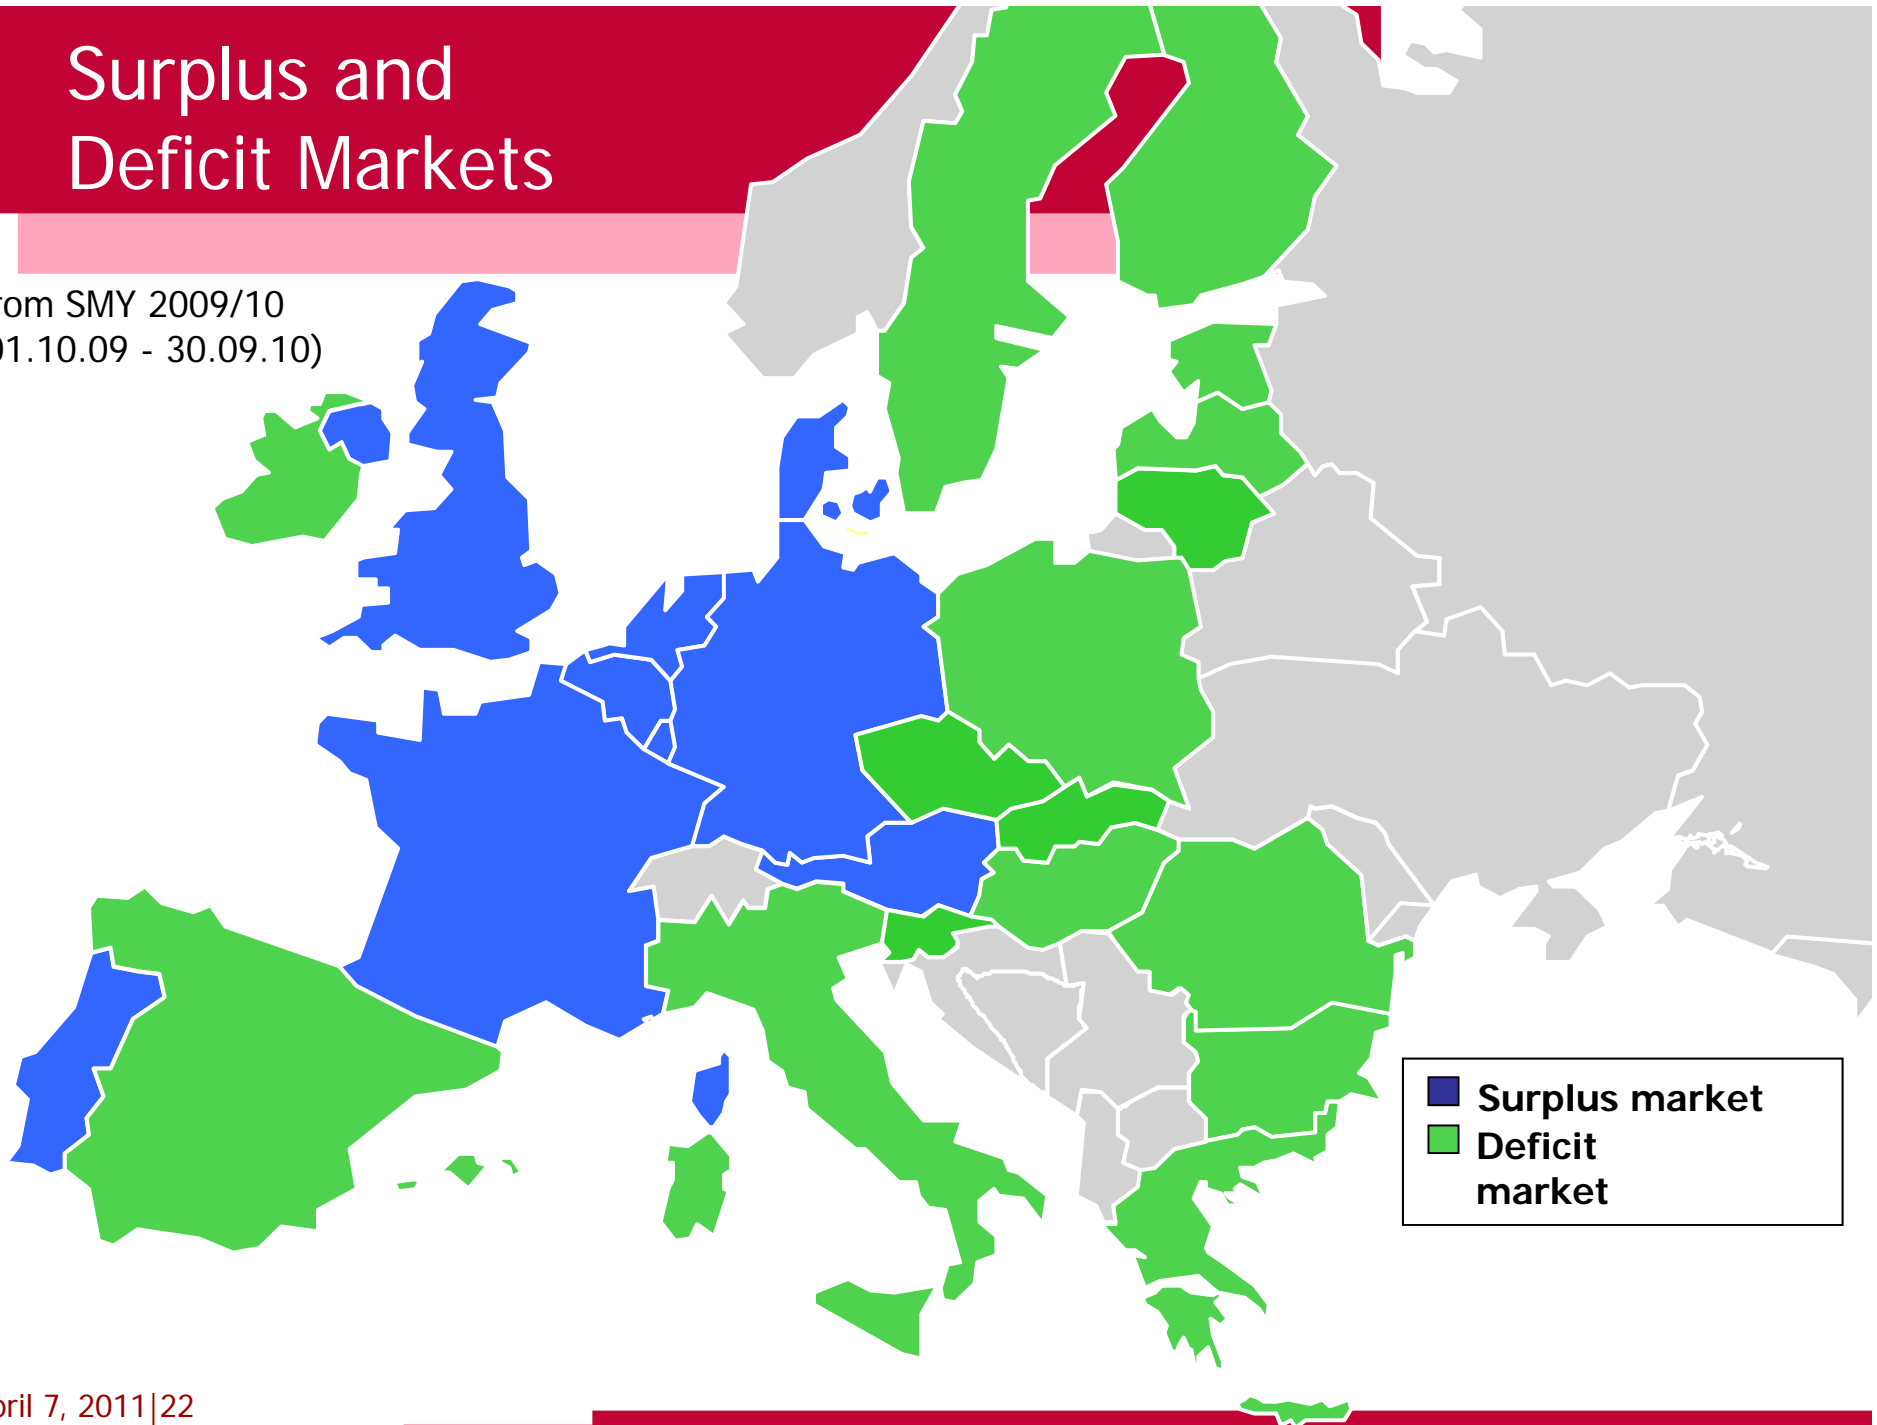 Surplus and
Deficit Markets
rom SMY 2009/10
01.10.09 - 30.09.10)
Surplus market
Deficit
market
pril 7, 2011|22